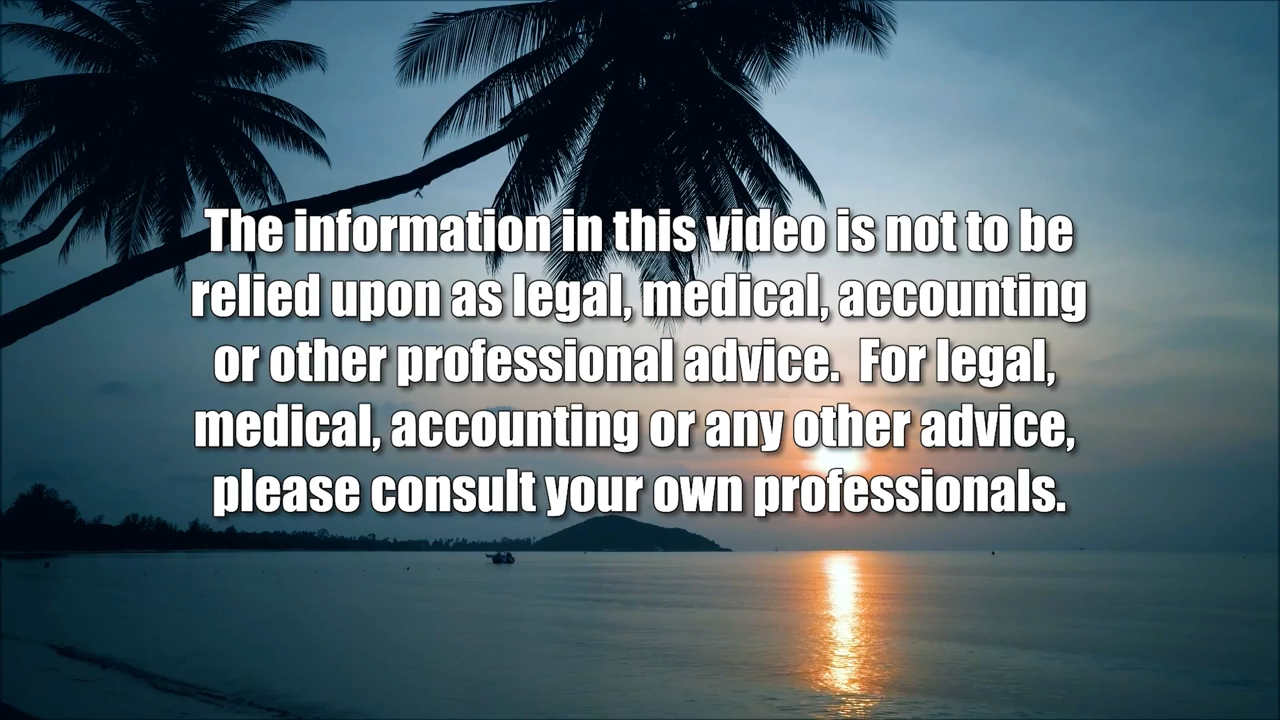 The information in this video is not to be
relied upon as legal, medical, accounting
or other professional advice.  For legal,
medical, accounting or any other advice,
please consult your own professionals.